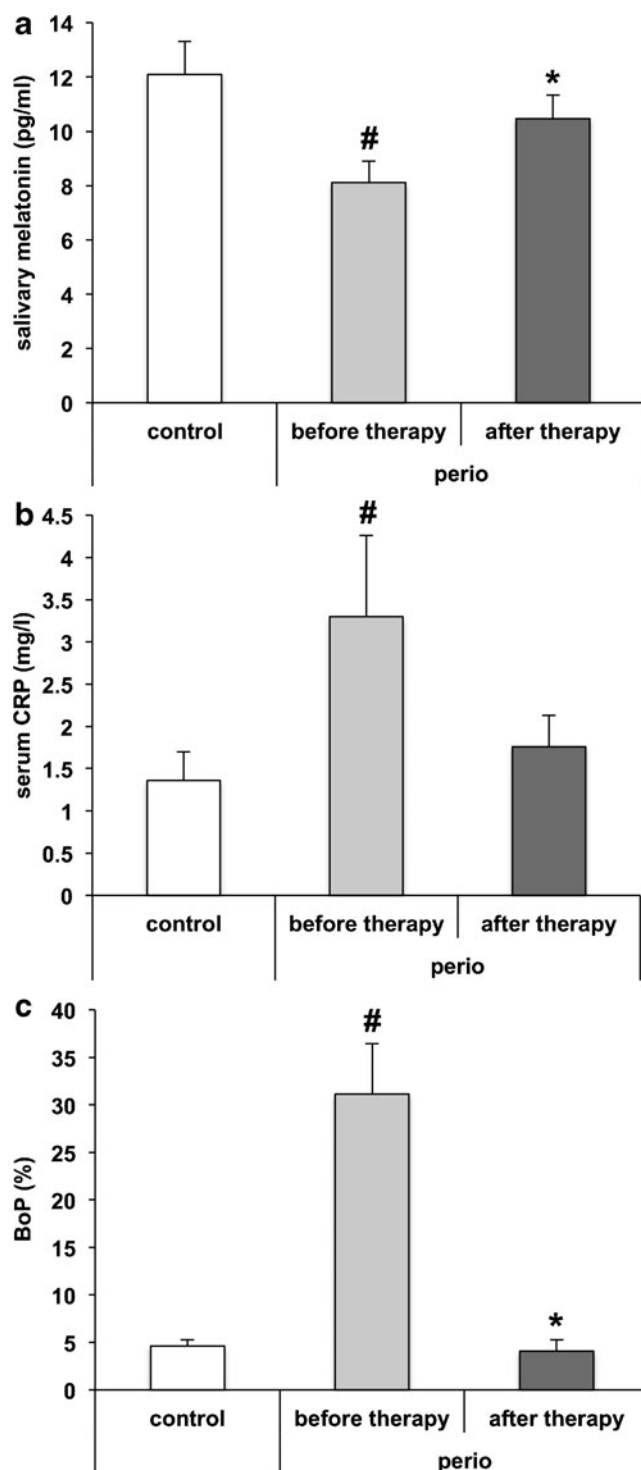 a
salivary melatonin (pg/ml)
14
12
10
8
6
4
2
0
#
*
control before therapy after therapy
perio
b
serum CRP (mg/l)
4.5
4
3.5
3
2.5
2
1.5
1
0.5
0
#
control before therapy after therapy
perio
c
BoP (%)
40
35
30
25
20
15
10
5
0
#
*
control before therapy after therapy
perio